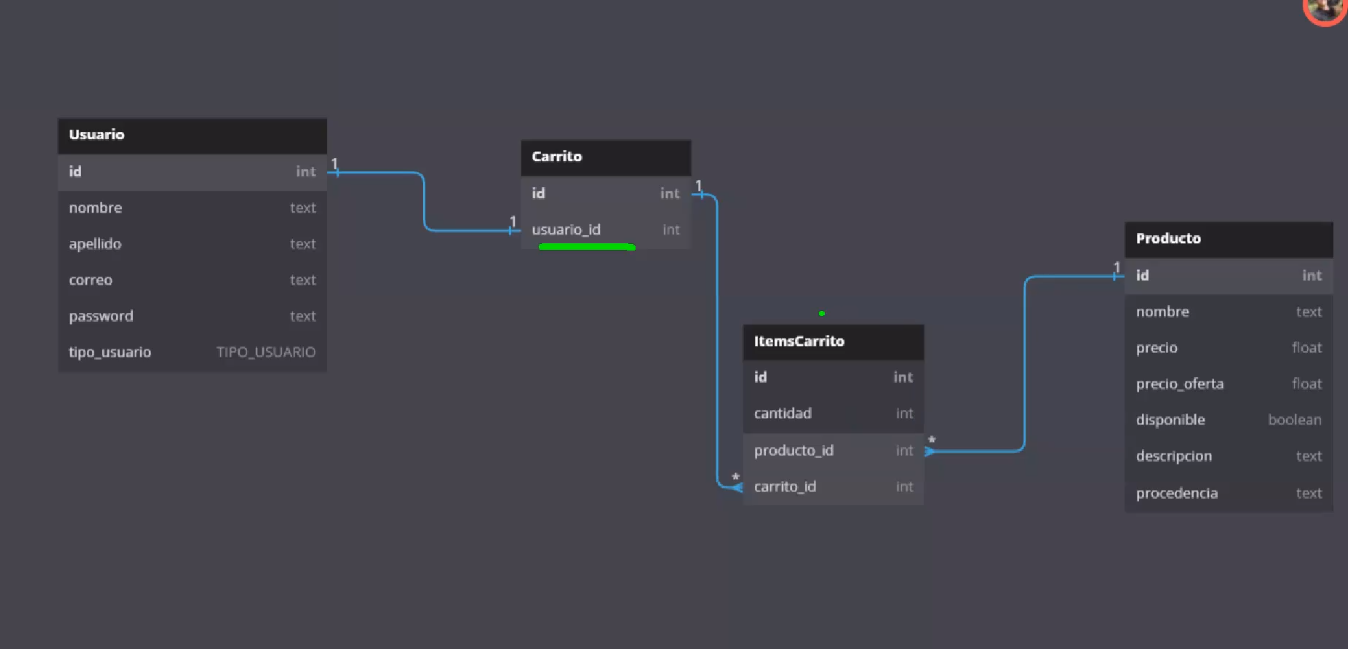 Usuario
id int
nombre text
apellido text
correo text
password text
tipo_usuario TIPO_USUARIO
1
1
Carrito
id int
usuario_id int
1
*
ItemsCarrito
id int
cantidad int
producto_id int
carrito_id int
*
1
Producto
id int
nombre text
precio float
precio_oferta float
disponible boolean
descripcion text
procedencia text